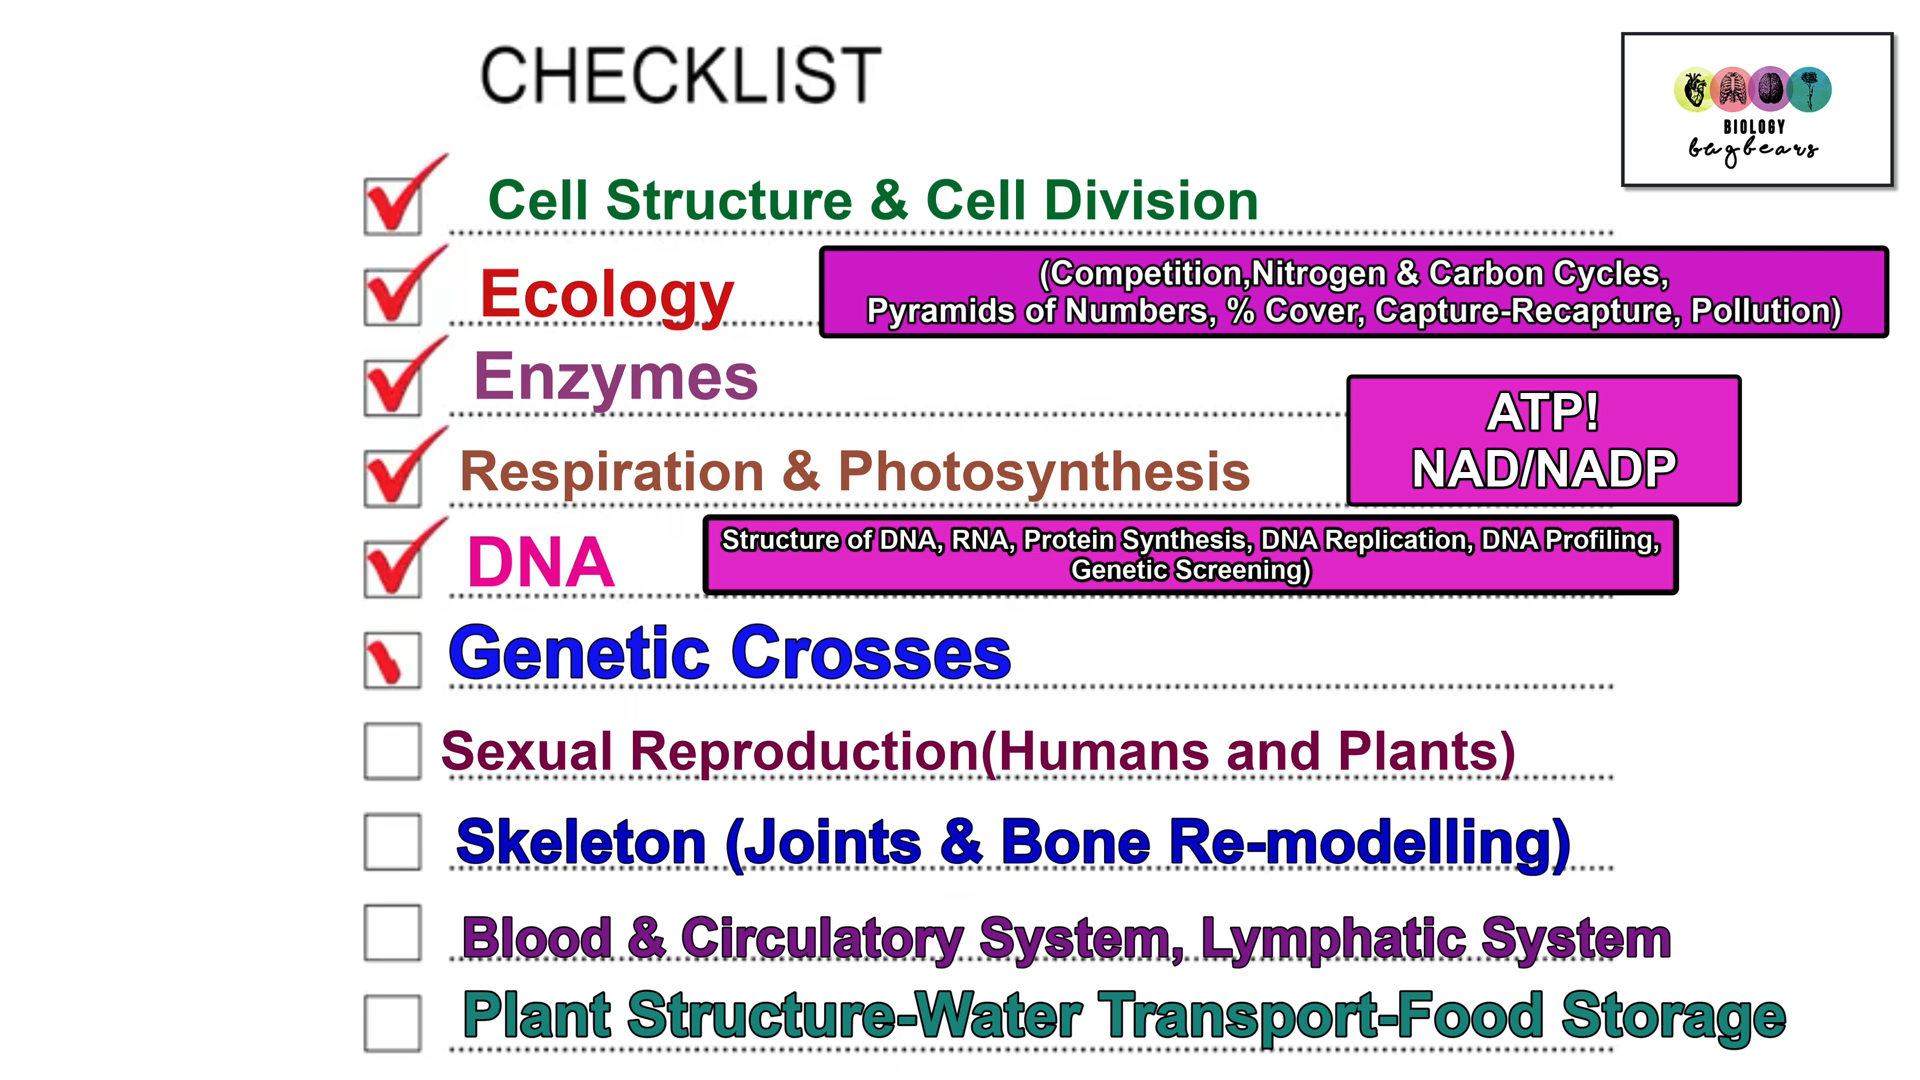 CHECKLIST
BIOLOGY
bugbears
Cell Structure & Cell Division
Ecology
(Competition,Nitrogen & Carbon Cycles,
Pyramids of Numbers, % Cover, Capture-Recapture, Pollution)
Enzymes
ATP!
NAD/NADP
Respiration & Photosynthesis
DNA
Structure of DNA, RNA, Protein Synthesis, DNA Replication, DNA Profiling,
Genetic Screening)
Genetic Crosses
Sexual Reproduction(Humans and Plants)
Skeleton (Joints & Bone Re-modelling)
Blood & Circulatory System, Lymphatic System
Plant Structure-Water Transport-Food Storage